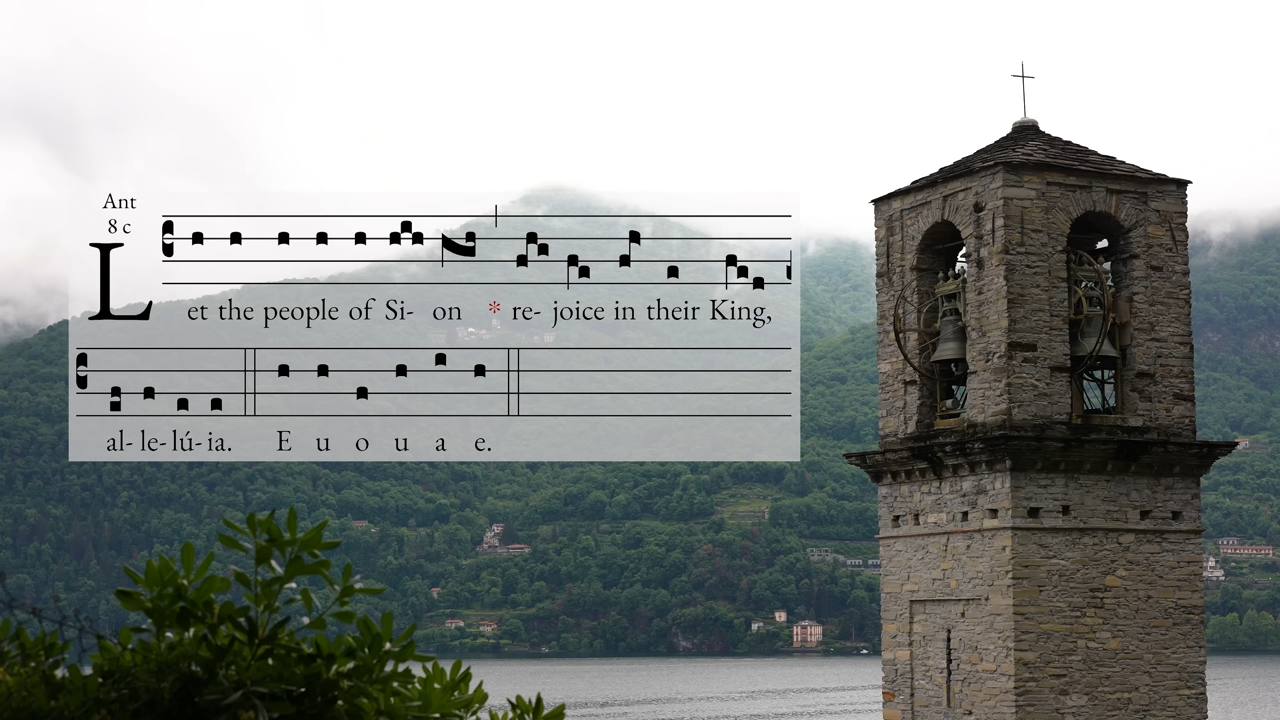 Ant
8 c
Let the people of Si- on * re- joice in their King,
al- le- lú- ia. E u o u a e.